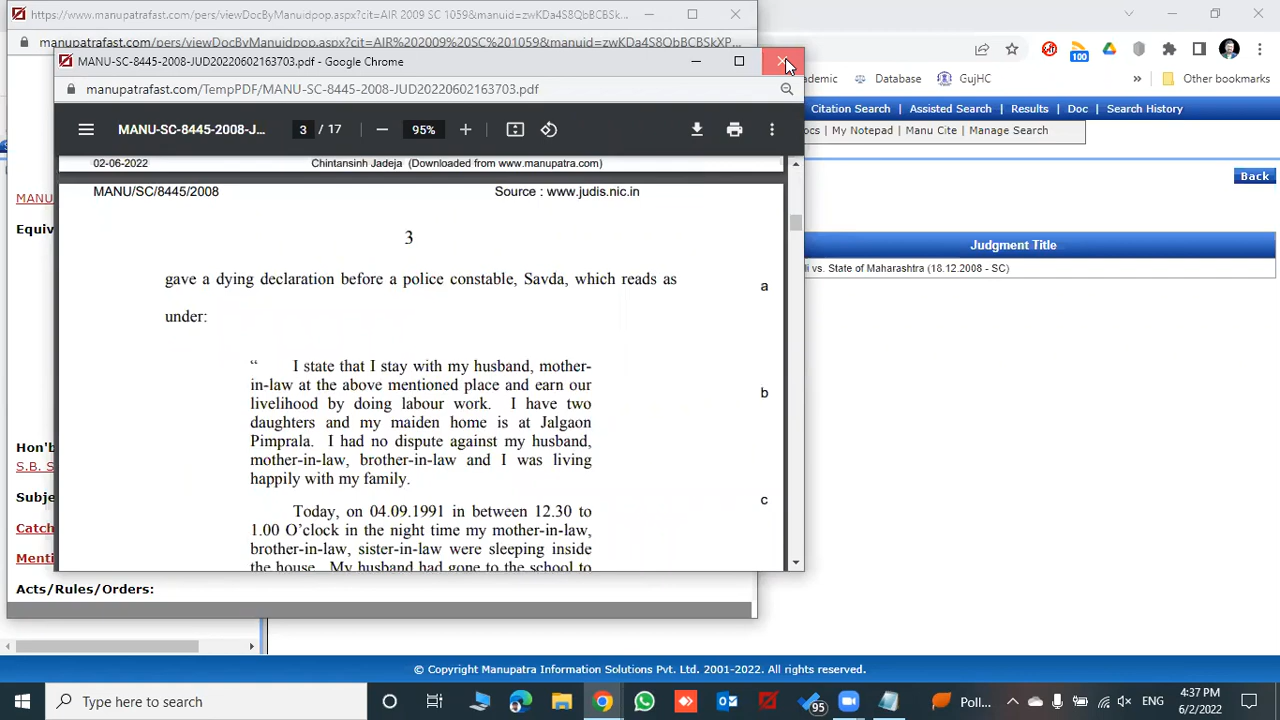 https://www.manupatrafast.com/pers/viewDocByManuidpop.aspx?cit=AIR 2009 SC 1059&manuid=zwKDa4S8QbBCBSkXP...
manupatrafast.com/pers/viewDocByManuidpop.aspx?cit=AIR%202009%20SC%201059&manuid=zwKDa4S8QbBCBSkXP...
MANU-SC-8445-2008-JUD20220602163703.pdf - Google Chrome
manupatrafast.com/TempPDF/MANU-SC-8445-2008-JUD20220602163703.pdf
MANU-SC-8445-2008-J...
3 / 17
95%
100
ademic
Videos
GujHC
»
Other bookmarks
Citation Search | Assisted Search | Results | Doc | Search History
ocs | My Notepad | Manu Cite | Manage Search
Back
Judgment Title
li vs. State of Maharashtra (18.12.2008 - SC)
MANU
Equiv
Hon'b
S.B. S
Subje
Catch
Menti
Acts/Rules/Orders:
02-06-2022
Chintansinh Jadeja (Downloaded from www.manupatra.com)
MANU/SC/8445/2008
Source : www.judis.nic.in
3
gave a dying declaration before a police constable, Savda, which reads as
a
under:
“ I state that I stay with my husband, mother-
in-law at the above mentioned place and earn our
b
livelihood by doing labour work. I have two
daughters and my maiden home is at Jalgaon
Pimprala. I had no dispute against my husband,
mother-in-law, brother-in-law and I was living
happily with my family.
c
Today, on 04.09.1991 in between 12.30 to
1.00 O’clock in the night time my mother-in-law,
brother-in-law, sister-in-law were sleeping inside
the house. My husband had gone to the school to
© Copyright Manupatra Information Solutions Pvt. Ltd. 2001-2022. All rights reserved.
Type here to search
95
Poll...
ENG
4:37 PM
6/2/2022